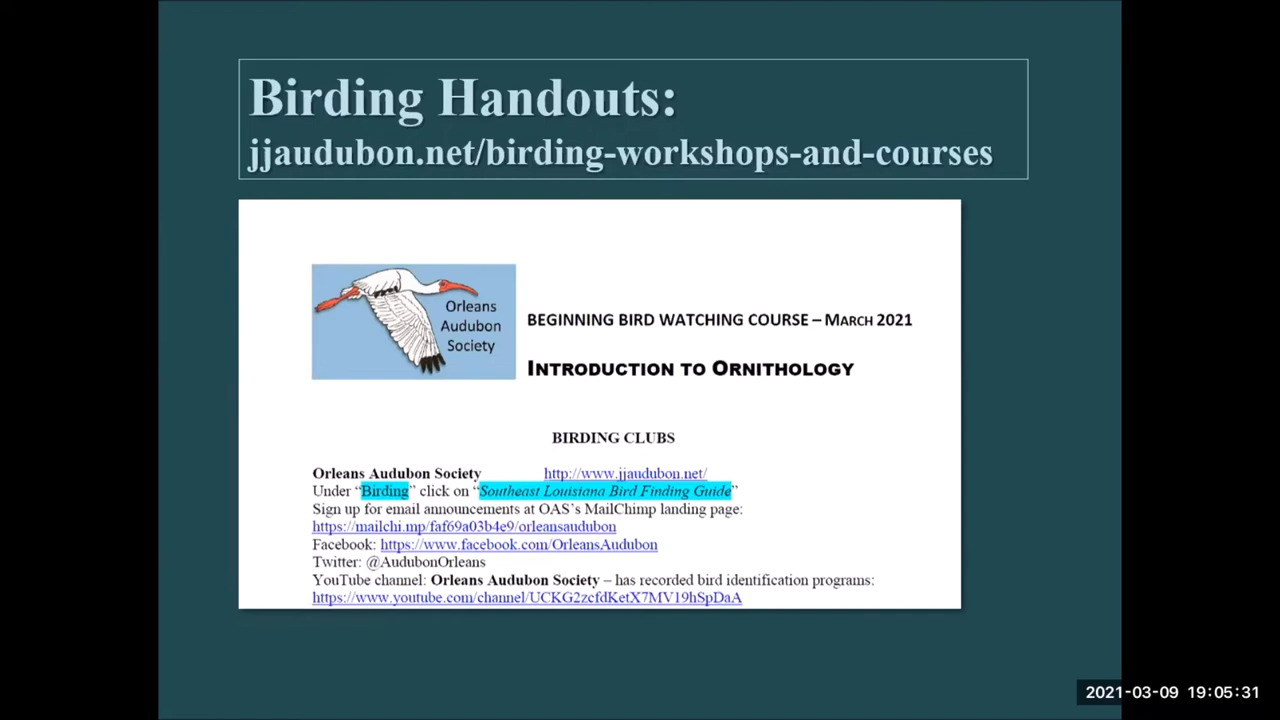 Birding Handouts:
jjaudubon.net/birding-workshops-and-courses
Orleans
Audubon
Society
BEGINNING BIRD WATCHING COURSE – MARCH 2021
INTRODUCTION TO ORNITHOLOGY
BIRDING CLUBS
Orleans Audubon Society http://www.jjaudubon.net/
Under “Birding” click on “Southeast Louisiana Bird Finding Guide”
Sign up for email announcements at OAS’s MailChimp landing page:
https://mailchi.mp/faf69a03b4e9/orleansaudubon
Facebook: https://www.facebook.com/OrleansAudubon
Twitter: @AudubonOrleans
YouTube channel: Orleans Audubon Society – has recorded bird identification programs:
https://www.youtube.com/channel/UCKG2zcfdKetX7MV19hSpDaA
2021-03-09 19:05:31